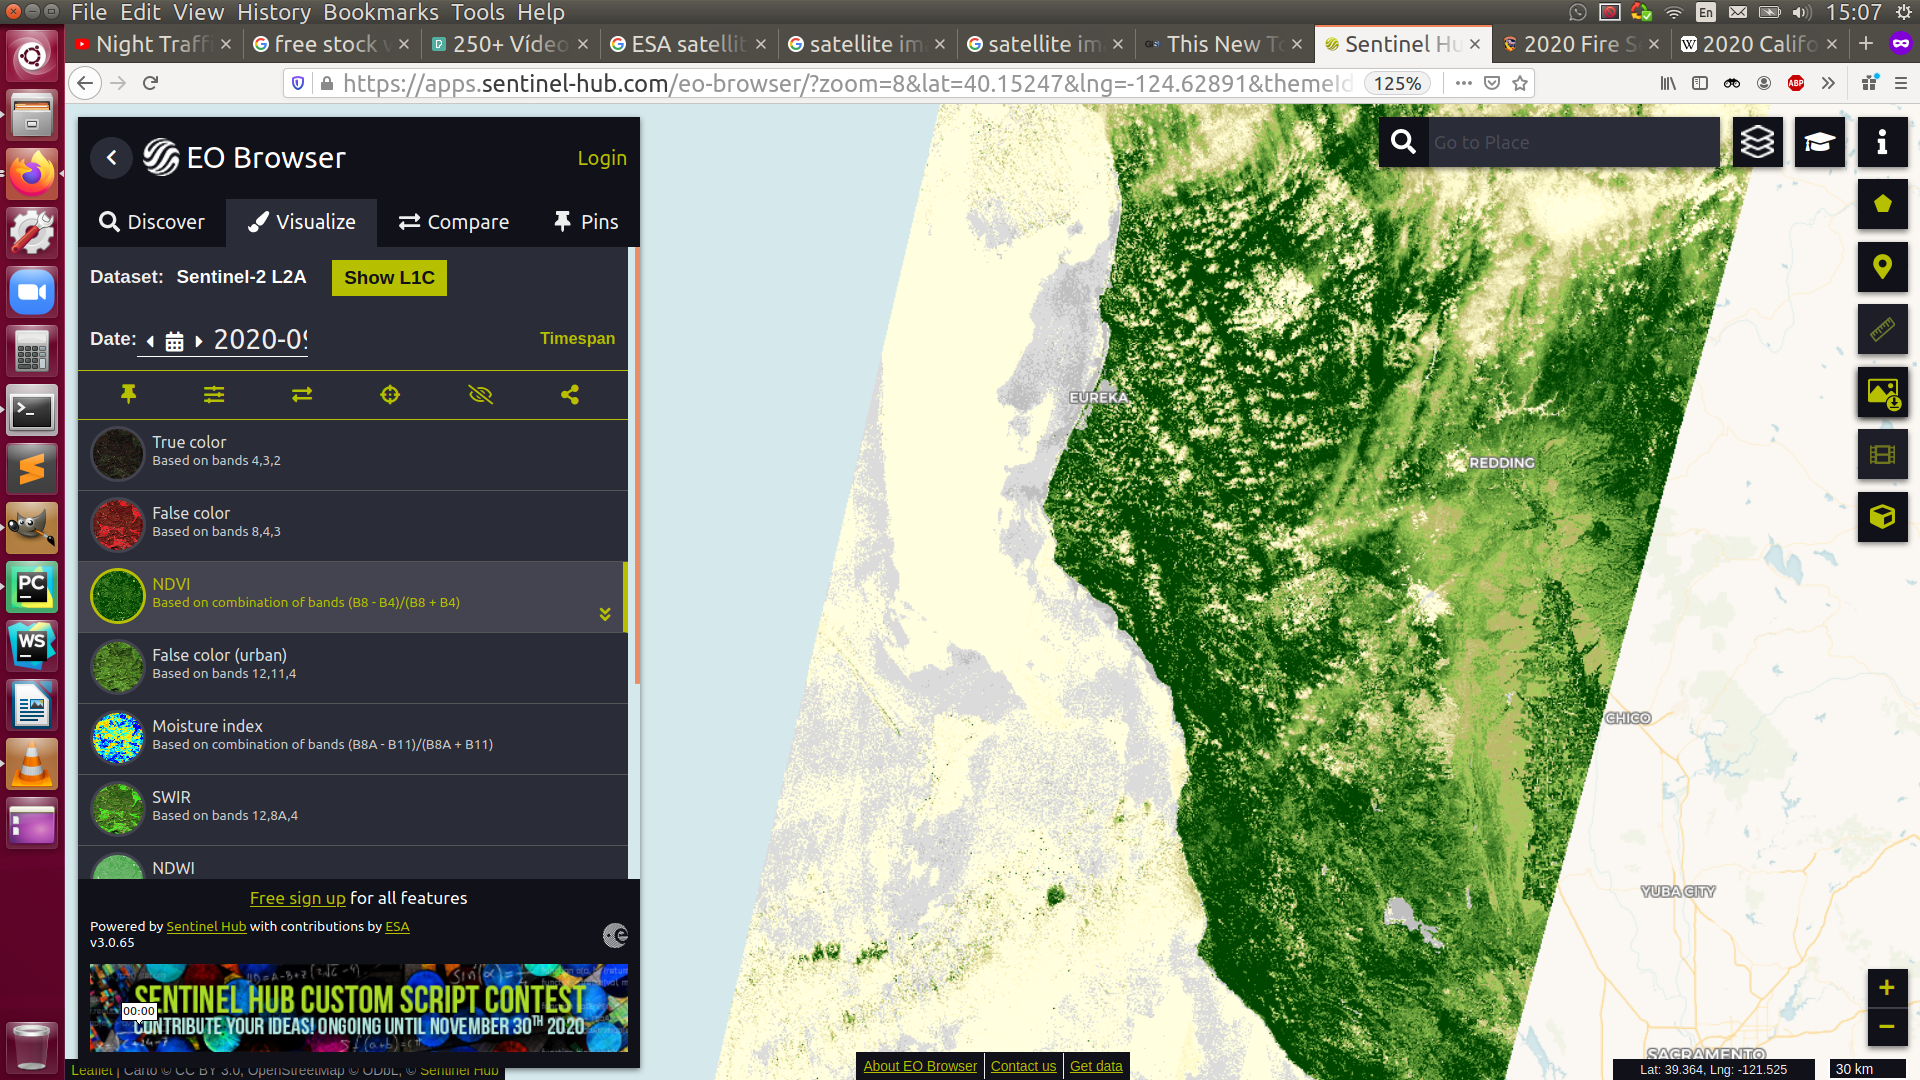 File Edit View History Bookmarks Tools Help
En
15:07
Night Traffi
free stock v
250+ Vídeo
ESA satellit
satellite im
satellite im
This New To
Sentinel Hu
2020 Fire S
2020 Califo
https://apps.sentinel-hub.com/eo-browser/?zoom=8&lat=40.15247&lng=-124.62891&themeId
125%
ABP
EO Browser
Login
Go to Place
Discover
Visualize
Compare
Pins
Dataset: Sentinel-2 L2A
Show L1C
Date: 2020-09
Timespan
True color
Based on bands 4,3,2
False color
Based on bands 8,4,3
NDVI
Based on combination of bands (B8 - B4)/(B8 + B4)
False color (urban)
Based on bands 12,11,4
Moisture index
Based on combination of bands (B8A - B11)/(B8A + B11)
SWIR
Based on bands 12,8A,4
NDWI
Free sign up for all features
Powered by Sentinel Hub with contributions by ESA
v3.0.65
SENTINEL HUB CUSTOM SCRIPT CONTEST
00:00
CONTRIBUTE YOUR IDEAS! ONGOING UNTIL NOVEMBER 30TH 2020
Leaflet | Carto © CC BY 3.0, OpenStreetMap © ODbL, © Sentinel Hub
PC
WS
EUREKA
REDDING
CHICO
YUBA CITY
SACRAMENTO
About EO Browser
Contact us
Get data
Lat: 39.364, Lng: -121.525
30 km